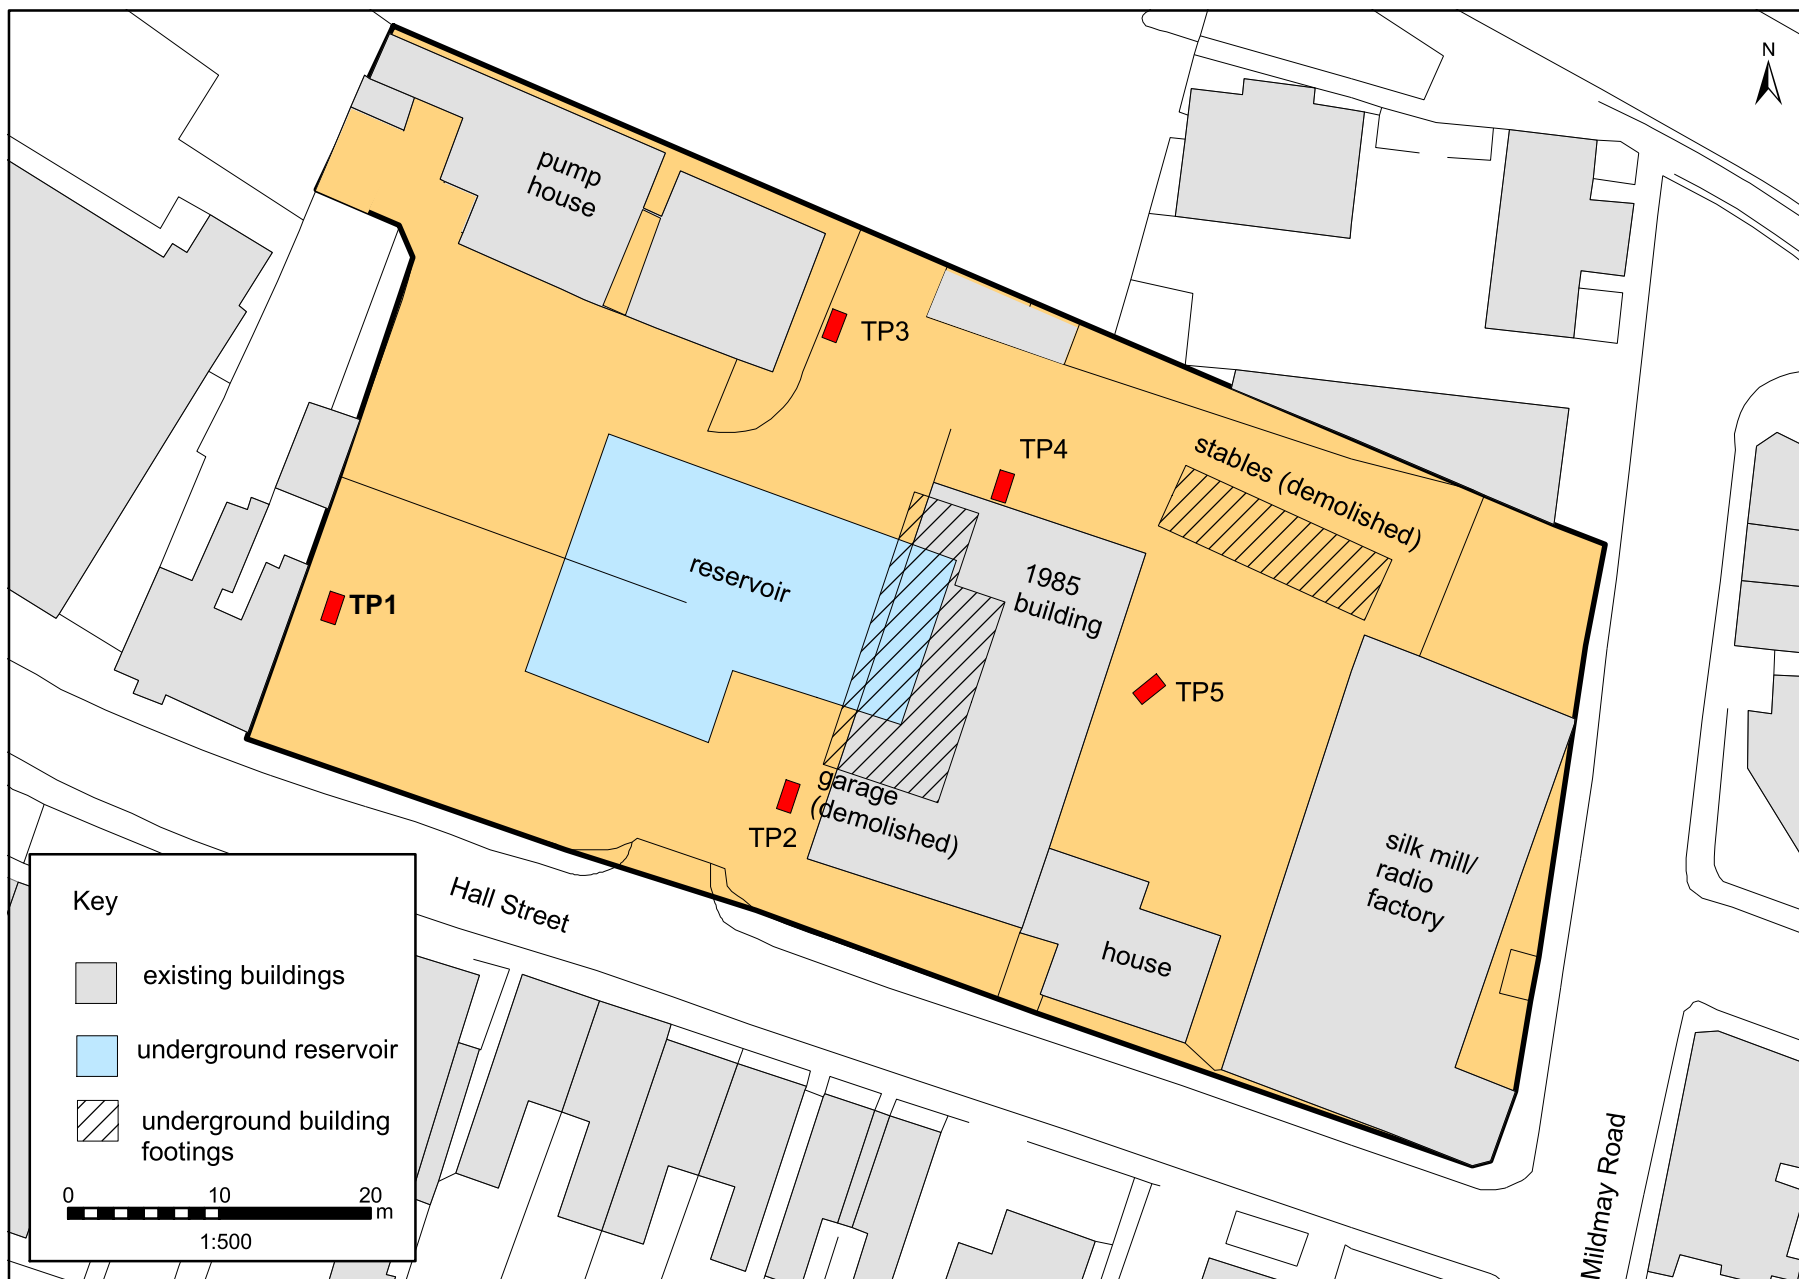 N
pump
house
TP3
TP4
stables (demolished)
reservoir
1985
building
TP1
TP5
garage
(demolished)
TP2
silk mill/
radio
factory
house
Hall Street
Mildmay Road
Key
existing buildings
underground reservoir
underground building
footings
0 10 20
m
1:500